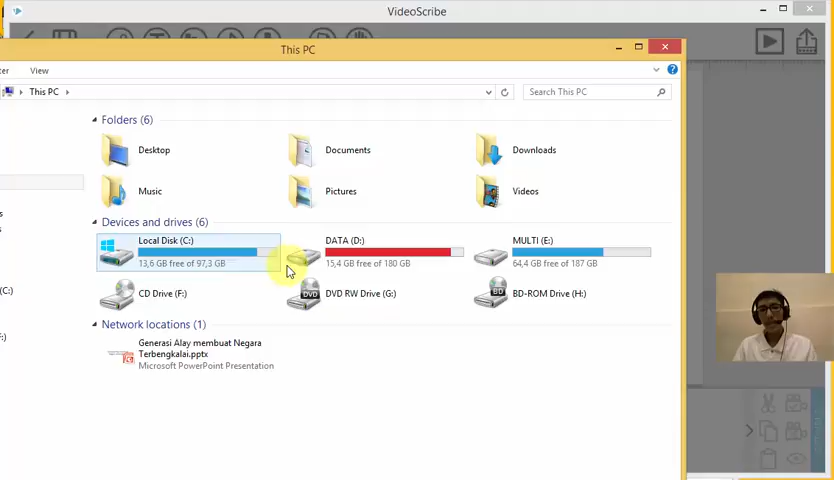 VideoScribe
This PC
ter View
This PC
Search This PC
Folders (6)
Desktop Documents Downloads
Music Pictures Videos
Devices and drives (6)
Local Disk (C:) DATA (D:) MULTI (E:)
13,6 GB free of 97,3 GB 15,4 GB free of 180 GB 64,4 GB free of 187 GB
CD Drive (F:) DVD RW Drive (G:) BD-ROM Drive (H:)
(C:)
Network locations (1)
F:)
Generasi Alay membuat Negara
Terbengkalai.pptx
Microsoft PowerPoint Presentation
DVD
BD